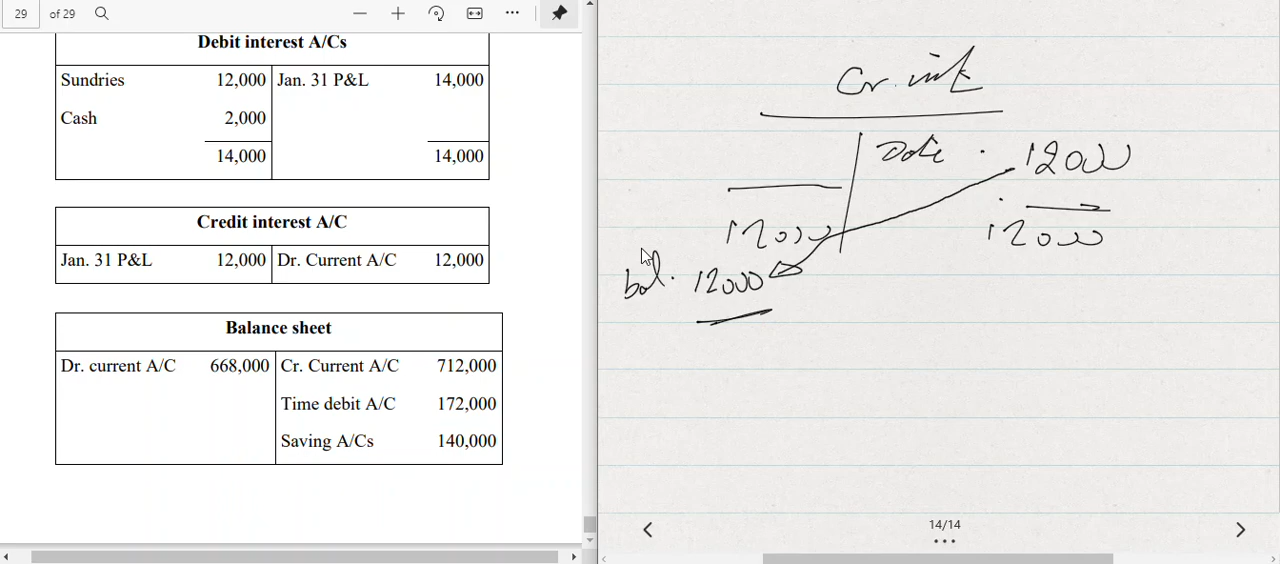 29 of 29
Debit interest A/Cs
Sundries 12,000 Jan. 31 P&L 14,000
Cash 2,000
14,000 14,000
Credit interest A/C
Jan. 31 P&L 12,000 Dr. Current A/C 12,000
Balance sheet
Dr. current A/C 668,000 Cr. Current A/C 712,000
Time debit A/C 172,000
Saving A/Cs 140,000
Cr. int
12000
12000 12000
bal. 12000
14/14